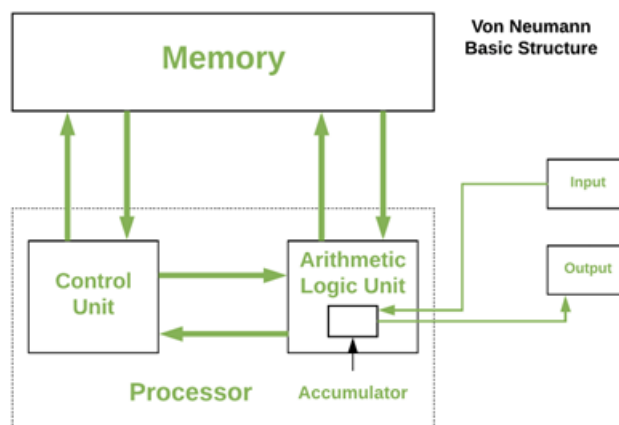 Von Neumann
Basic Structure
Memory
Input
Control
Unit
Arithmetic
Logic Unit
Output
Processor
Accumulator